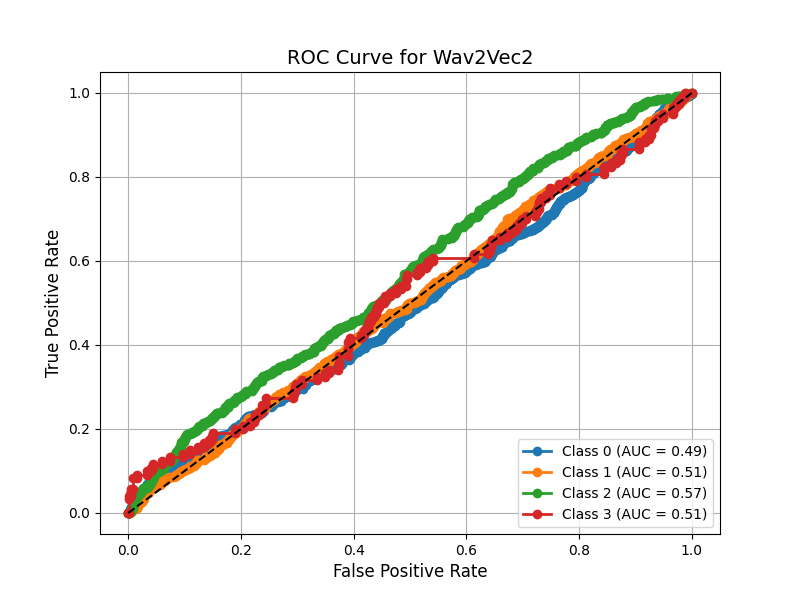 ROC Curve for Wav2Vec2
True Positive Rate
1.0
0.8
0.6
0.4
0.2
0.0
Class 0 (AUC = 0.49)
Class 1 (AUC = 0.51)
Class 2 (AUC = 0.57)
Class 3 (AUC = 0.51)
0.0 0.2 0.4 0.6 0.8 1.0
False Positive Rate